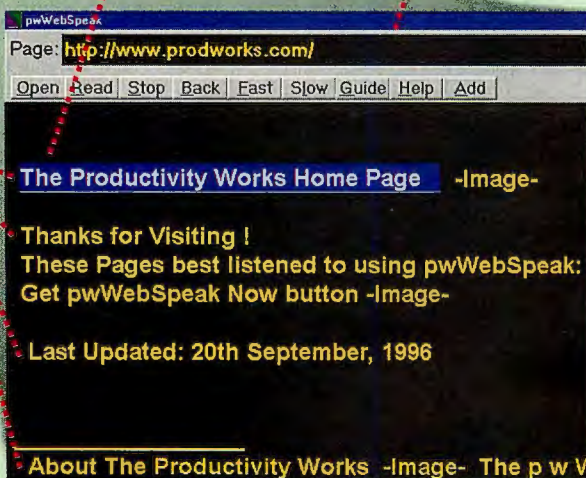 pwWebSpeak
Page: http://www.prodworks.com/
Open Read Stop Back Fast Slow Guide Help Add
The Productivity Works Home Page -Image-
Thanks for Visiting !
These Pages best listened to using pwWebSpeak:
Get pwWebSpeak Now button -Image-
Last Updated: 20th September, 1996
About The Productivity Works -Image- The p w W